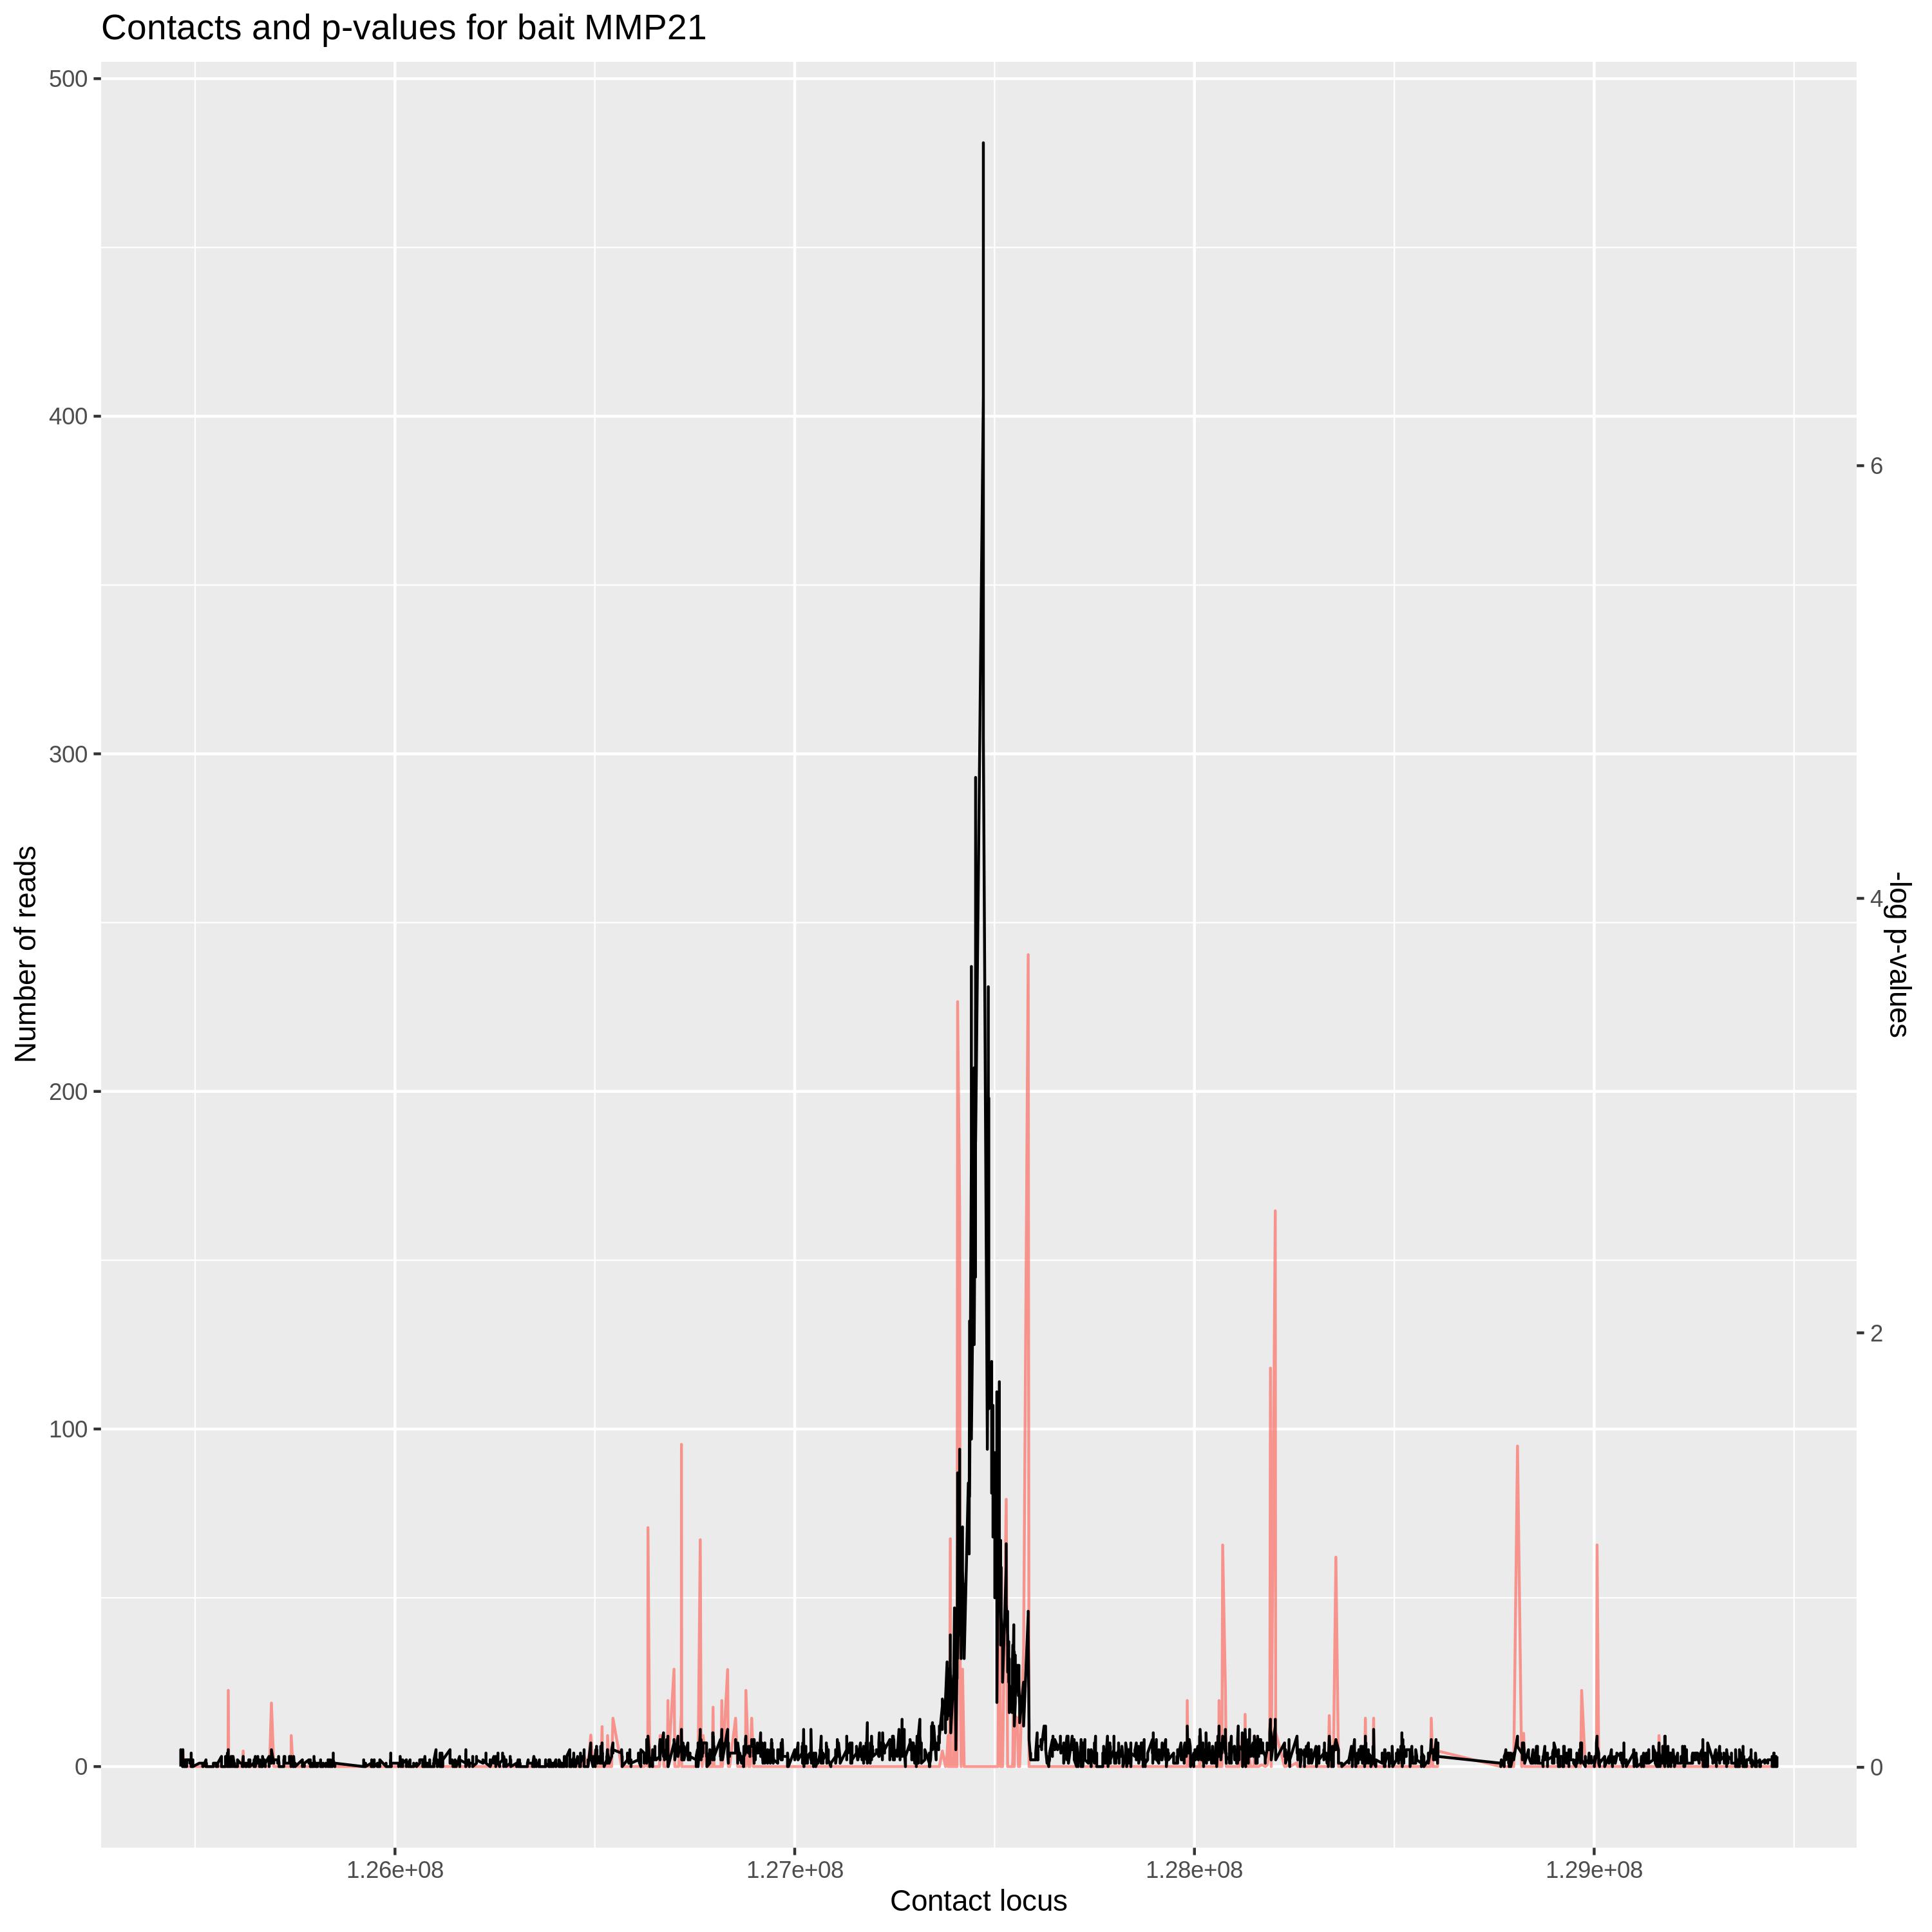 Contacts and p-values for bait MMP21
500
400
300
200
100
0
Number of reads
6
4
2
0
-log p-values
1.26e+08
1.27e+08
1.28e+08
1.29e+08
Contact locus